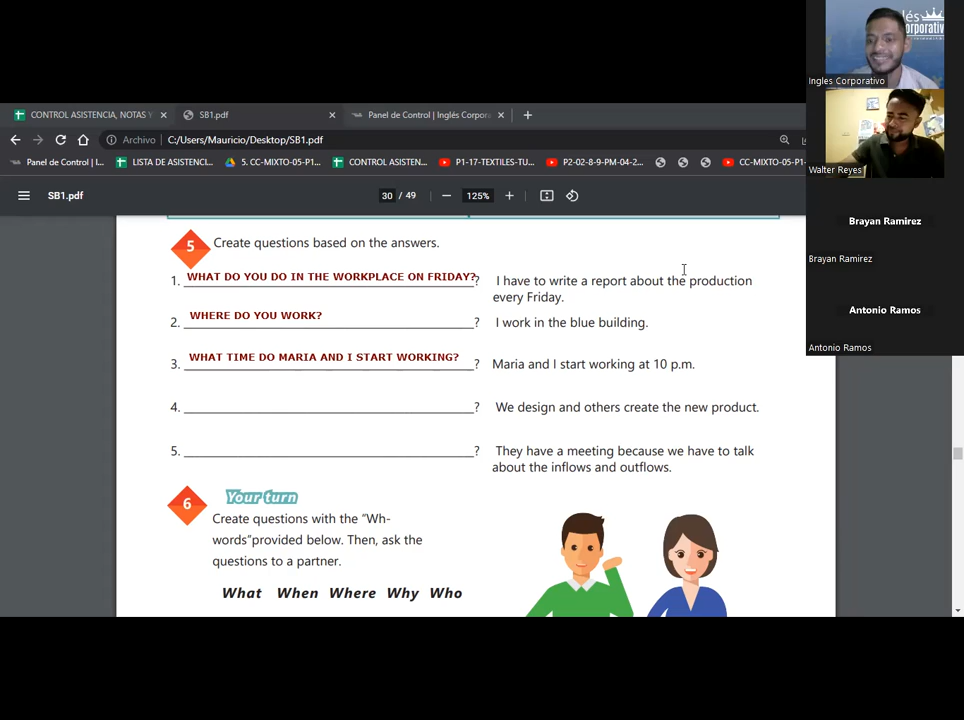 CONTROL ASISTENCIA, NOTAS Y
SB1.pdf
Panel de Control | Inglés Corpora
Archivo
C:/Users/Mauricio/Desktop/SB1.pdf
Panel de Control | I...
LISTA DE ASISTENCI...
5. CC-MIXTO-05-P1...
CONTROL ASISTEN...
P1-17-TEXTILES-TU...
P2-02-8-9-PM-04-2...
CC-MIXTO-05-P1-
SB1.pdf
30 / 49
125%
5 Create questions based on the answers.
1. WHAT DO YOU DO IN THE WORKPLACE ON FRIDAY? ? I have to write a report about the production
every Friday.
2. WHERE DO YOU WORK? ? I work in the blue building.
3. WHAT TIME DO MARIA AND I START WORKING? ? Maria and I start working at 10 p.m.
4. ? We design and others create the new product.
5. ? They have a meeting because we have to talk
about the inflows and outflows.
6 Your turn
Create questions with the "Wh-
words"provided below. Then, ask the
questions to a partner.
What When Where Why Who
Ingles Corporativo
Walter Reyes
Brayan Ramirez
Brayan Ramirez
Antonio Ramos
Antonio Ramos